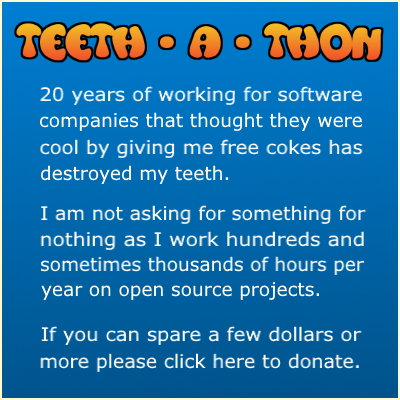 TEETH - A - THON
20 years of working for software
companies that thought they were
cool by giving me free cokes has
destroyed my teeth.
I am not asking for something for
nothing as I work hundreds and
sometimes thousands of hours per
year on open source projects.
If you can spare a few dollars or
more please click here to donate.